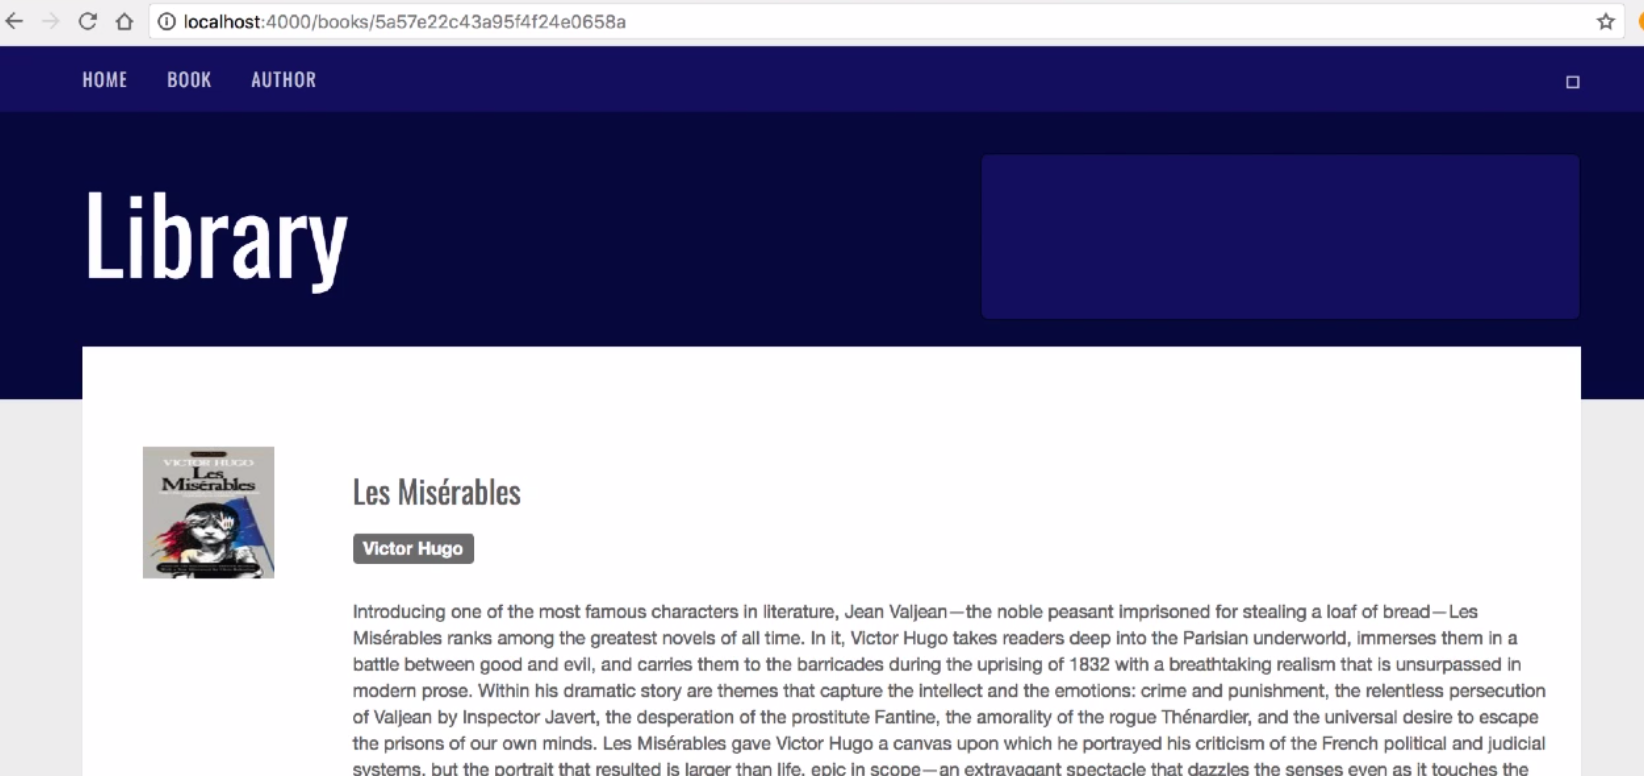 localhost:4000/books/5a57e22c43a95f4f24e0658a
HOME BOOK AUTHOR
Library
VICTOR HUGO
Les
Misérables
Les Misérables
Victor Hugo
Introducing one of the most famous characters in literature, Jean Valjean—the noble peasant imprisoned for stealing a loaf of bread—Les
Misérables ranks among the greatest novels of all time. In it, Victor Hugo takes readers deep into the Parisian underworld, immerses them in a
battle between good and evil, and carries them to the barricades during the uprising of 1832 with a breathtaking realism that is unsurpassed in
modern prose. Within his dramatic story are themes that capture the intellect and the emotions: crime and punishment, the relentless persecution
of Valjean by Inspector Javert, the desperation of the prostitute Fantine, the amorality of the rogue Thénardier, and the universal desire to escape
the prisons of our own minds. Les Misérables gave Victor Hugo a canvas upon which he portrayed his criticism of the French political and judicial
systems, but the portrait that resulted is larger than life, epic in scope—an extravagant spectacle that dazzles the senses even as it touches the